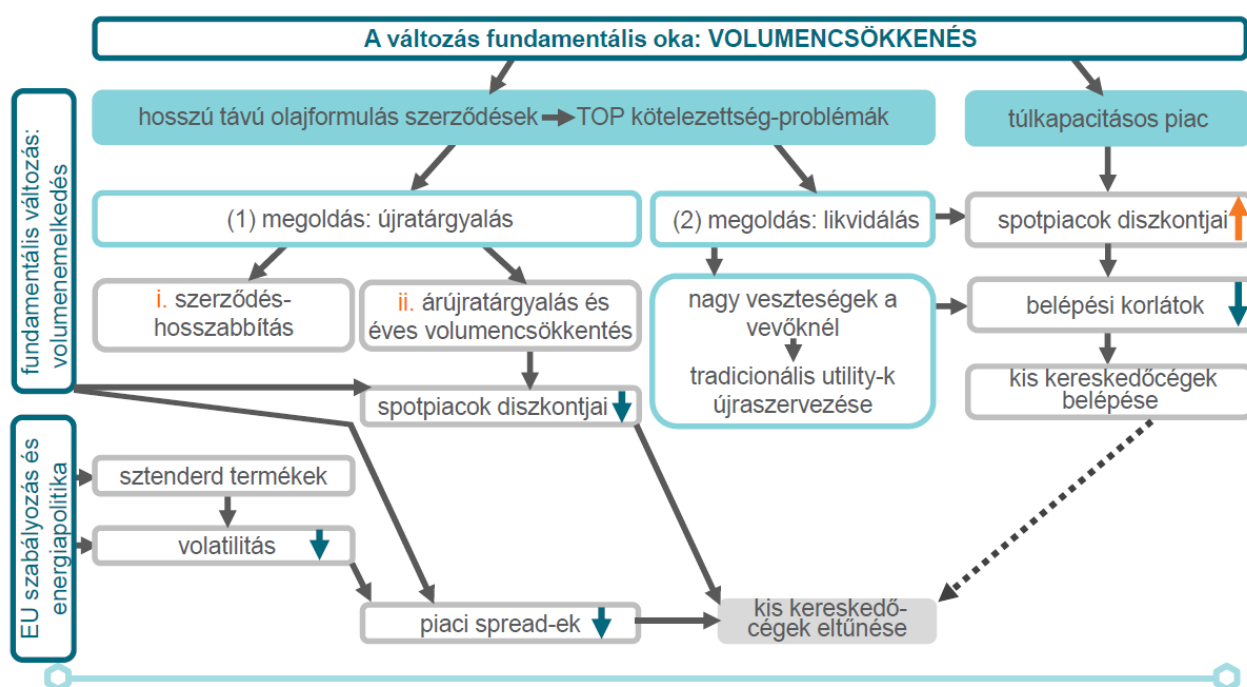 A változás fundamentális oka: VOLUMENCSÖKKENÉS
fundamentális változás:
volumenemelkedés
hosszú távú olajformulás szerződések
TOP kötelezettség-problémák
túlkapacitásos piac
(1) megoldás: újratárgyalás
(2) megoldás: likvidálás
spotpiacok diszkontjai
i. szerződés-
hosszabbítás
ii. árújratárgyalás és
éves volumencsökkentés
nagy veszteségek a
vevőknél
tradicionális utility-k
újraszervezése
belépési korlátok
kis kereskedőcégek
belépése
spotpiacok diszkontjai
EU szabályozás és
energiapolitika
sztenderd termékek
volatilitás
piaci spread-ek
kis kereskedő-
cégek eltűnése